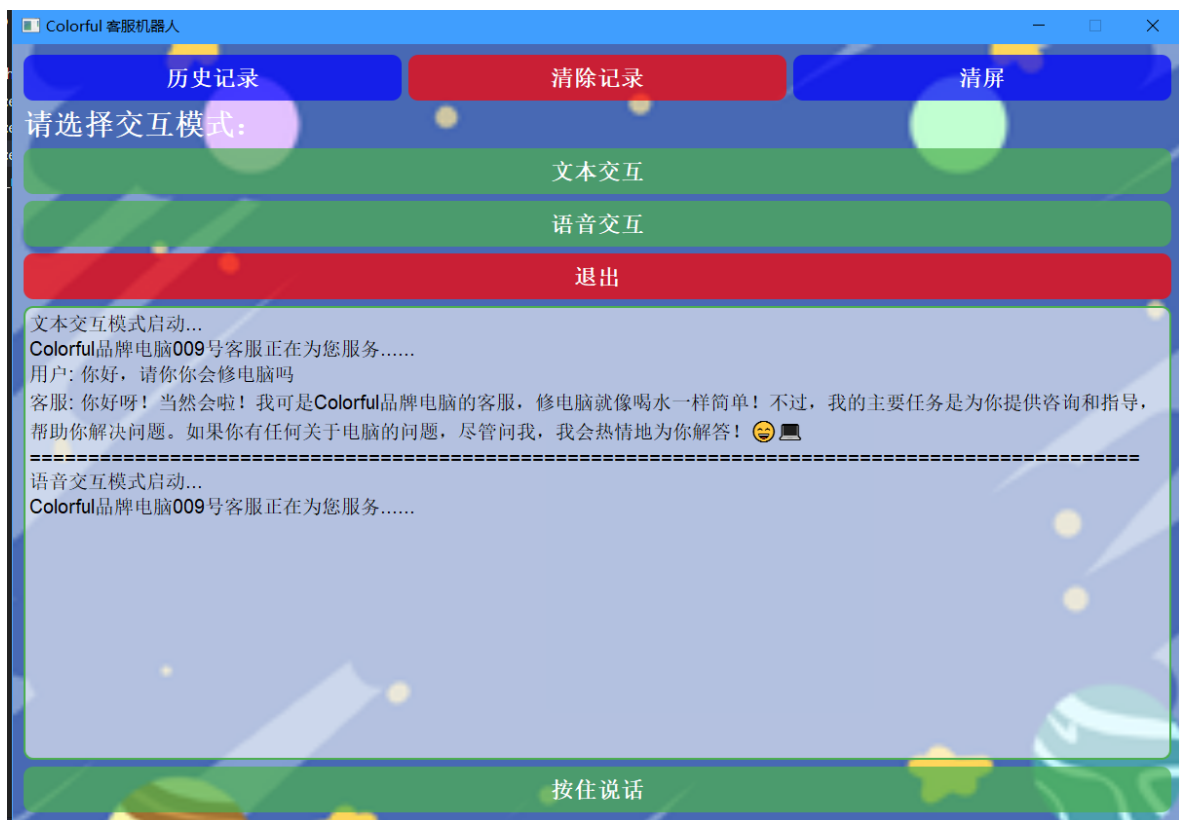 Colorful 客服机器人
历史记录 清除记录 清屏
请选择交互模式：
文本交互
语音交互
退出
文本交互模式启动...
Colorful品牌电脑009号客服正在为您服务......
用户: 你好，请你你会修电脑吗
客服: 你好呀！当然会啦！我可是Colorful品牌电脑的客服，修电脑就像喝水一样简单！不过，我的主要任务是为你提供咨询和指导，
帮助你解决问题。如果你有任何关于电脑的问题，尽管问我，我会热情地为你解答！😄💻
===============================================================================================
语音交互模式启动...
Colorful品牌电脑009号客服正在为您服务......
按住说话